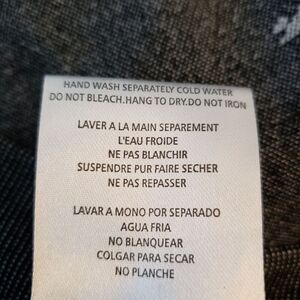 HAND WASH SEPARATELY COLD WATER
DO NOT BLEACH.HANG TO DRY.DO NOT IRON
LAVER A LA MAIN SEPAREMENT
L'EAU FROIDE
NE PAS BLANCHIR
SUSPENDRE PUR FAIRE SECHER
NE PAS REPASSER
LAVAR A MONO POR SEPARADO
AGUA FRIA
NO BLANQUEAR
COLGAR PARA SECAR
NO PLANCHE